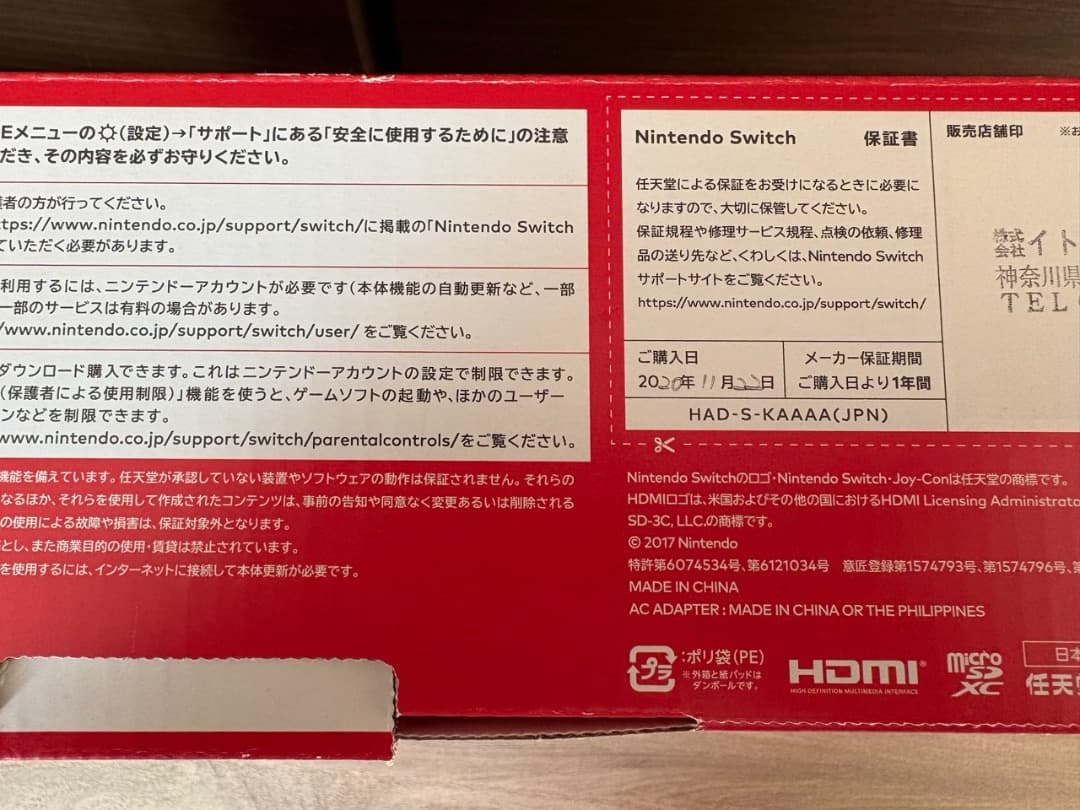 Eメニューの(設定)→「サポート」にある「安全に使用するために」の注意
だき、その内容を必ずお守りください。
護者の方が行ってください。
ttps://www.nintendo.co.jp/support/switch/に掲載の「Nintendo Switch
ていただく必要があります。
利用するには、ニンテンドーアカウントが必要です(本体機能の自動更新など、一部
一部のサービスは有料の場合があります。
/www.nintendo.co.jp/support/switch/user/ をご覧ください。
ダウンロード購入できます。これはニンテンドーアカウントの設定で制限できます。
(保護者による使用制限)」機能を使うと、ゲームソフトの起動や、ほかのユーザー
ンなどを制限できます。
www.nintendo.co.jp/support/switch/parentalcontrols/をご覧ください。
機能を備えています。任天堂が承認していない装置やソフトウェアの動作は保証されません。それらの
なるほか、それらを使用して作成されたコンテンツは、事前の告知や同意なく変更あるいは削除される
の使用による故障や損害は、保証対象外となります。
とし、また商業目的の使用・賃貸は禁止されています。
を使用するには、インターネットに接続して本体更新が必要です。
Nintendo Switch 保証書
任天堂による保証をお受けになるときに必要に
なりますので、大切に保管してください。
保証規程や修理サービス規程、点検の依頼、修理
品の送り先など、くわしくは、Nintendo Switch
サポートサイトをご覧ください。
https://www.nintendo.co.jp/support/switch/
ご購入日
2020年11月22日
メーカー保証期間
ご購入日より1年間
HAD-S-KAAAA(JPN)
販売店舗印 ※お
株式会社 イト
神奈川県
TEL
Nintendo Switchのロゴ・Nintendo Switch・Joy-Conは任天堂の商標です。
HDMIロゴは、米国およびその他の国におけるHDMI Licensing Administrato
SD-3C, LLC.の商標です。
© 2017 Nintendo
特許第6074534号、第6121034号 意匠登録第1574793号、第1574796号、
MADE IN CHINA
AC ADAPTER : MADE IN CHINA OR THE PHILIPPINES
プラ :ポリ袋(PE)
※外箱と紙パッドは
ダンボールです。
HDMI®
HIGH-DEFINITION MULTIMEDIA INTERFACE
micro SD XC
日本
任天